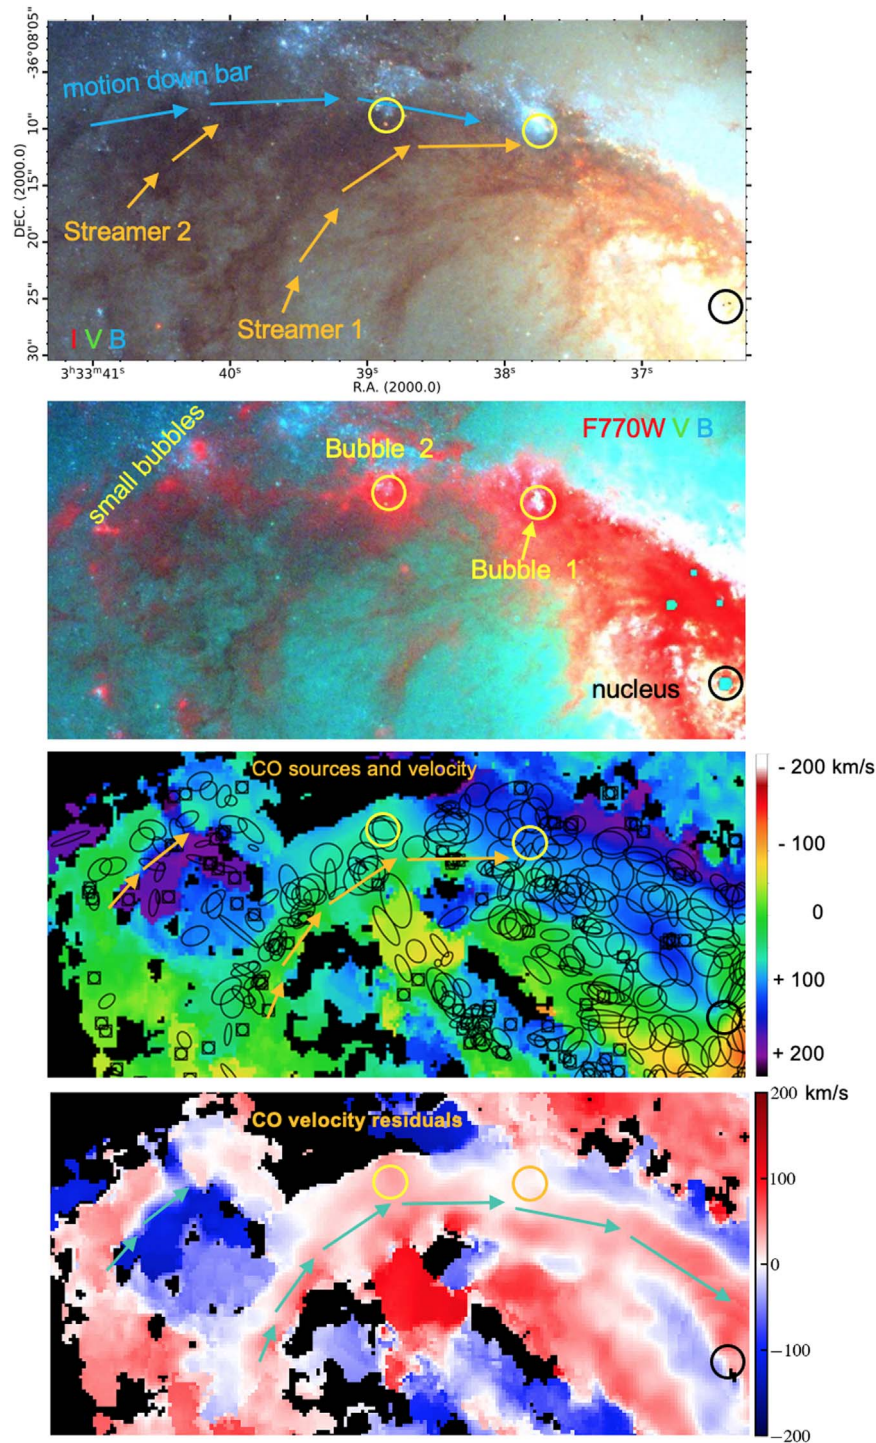 -36°08'05"
10"
15"
20"
25"
30"
DEC. (2000.0)
motion down bar
Streamer 2
Streamer 1
I V B
3ʰ33ᵐ41ˢ
40ˢ
39ˢ
38ˢ
37ˢ
R.A. (2000.0)
small bubbles
Bubble 2
F770W V B
Bubble 1
nucleus
CO sources and velocity
- 200 km/s
- 100
0
+ 100
+ 200
CO velocity residuals
200 km/s
100
0
−100
−200